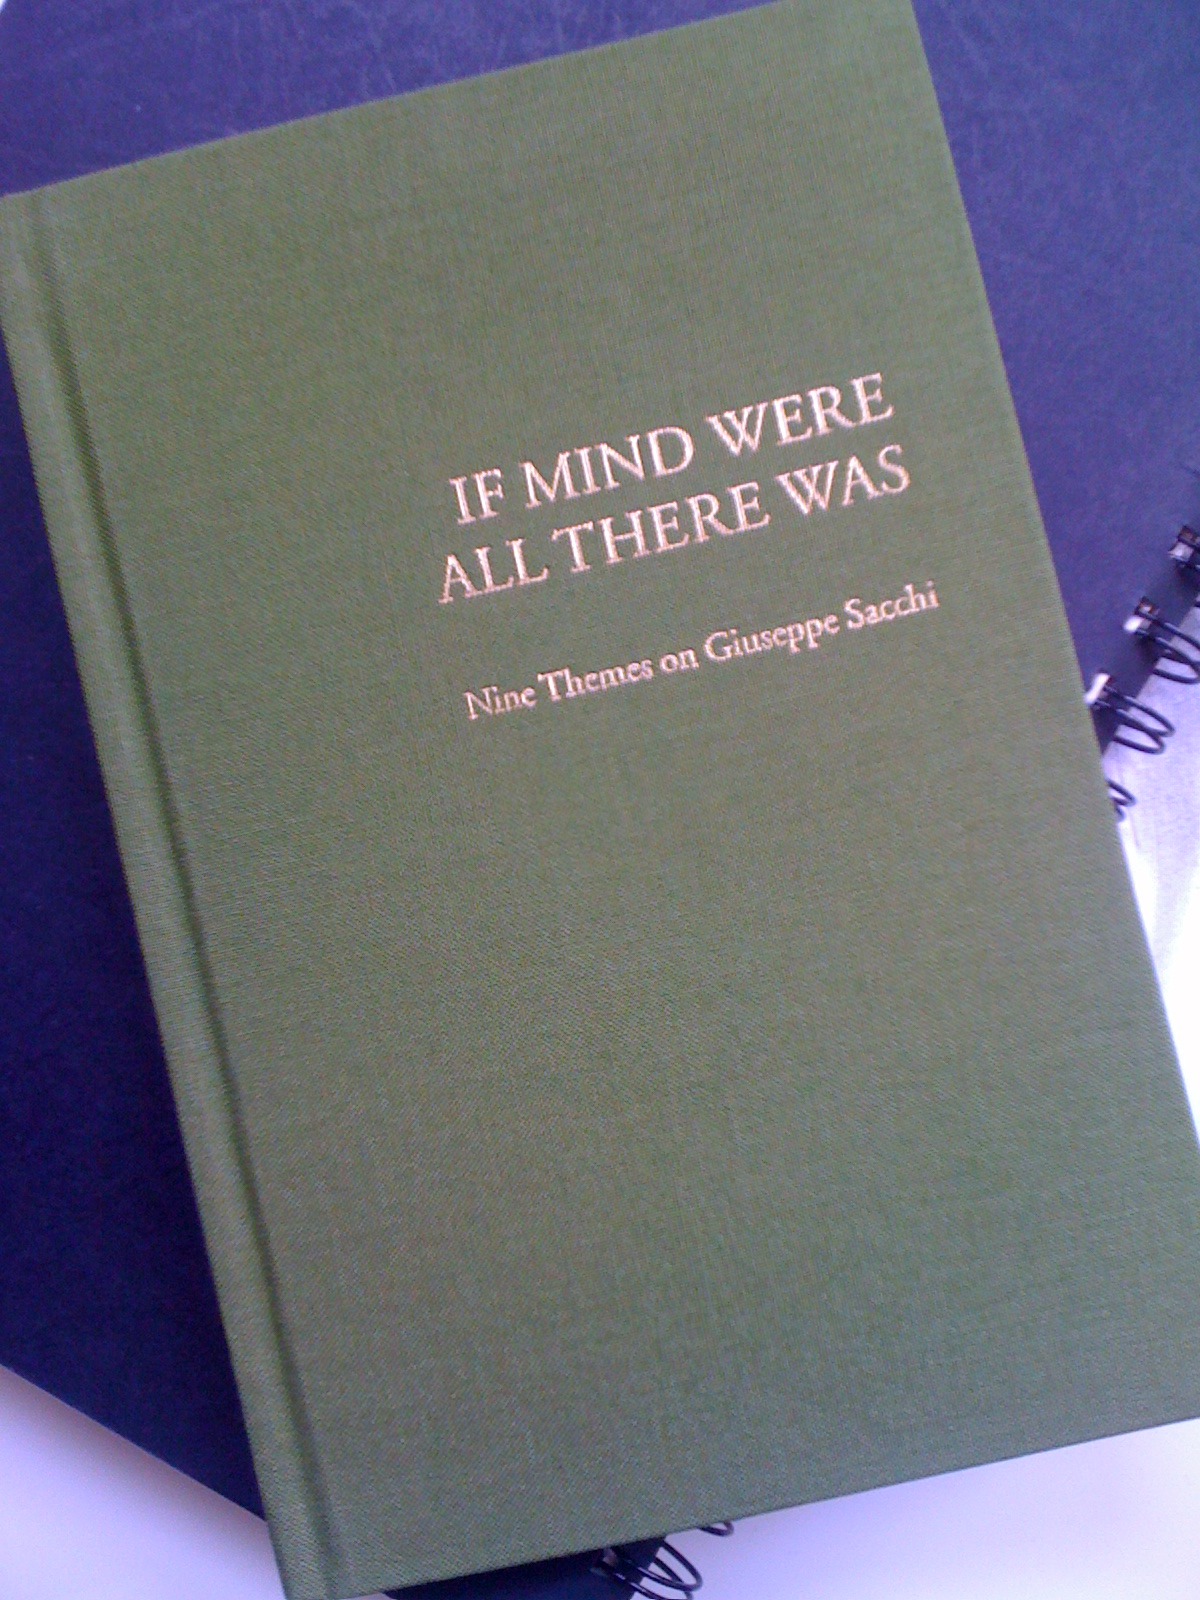 IF MIND WERE
ALL THERE WAS
Nine Themes on Giuseppe Sacchi